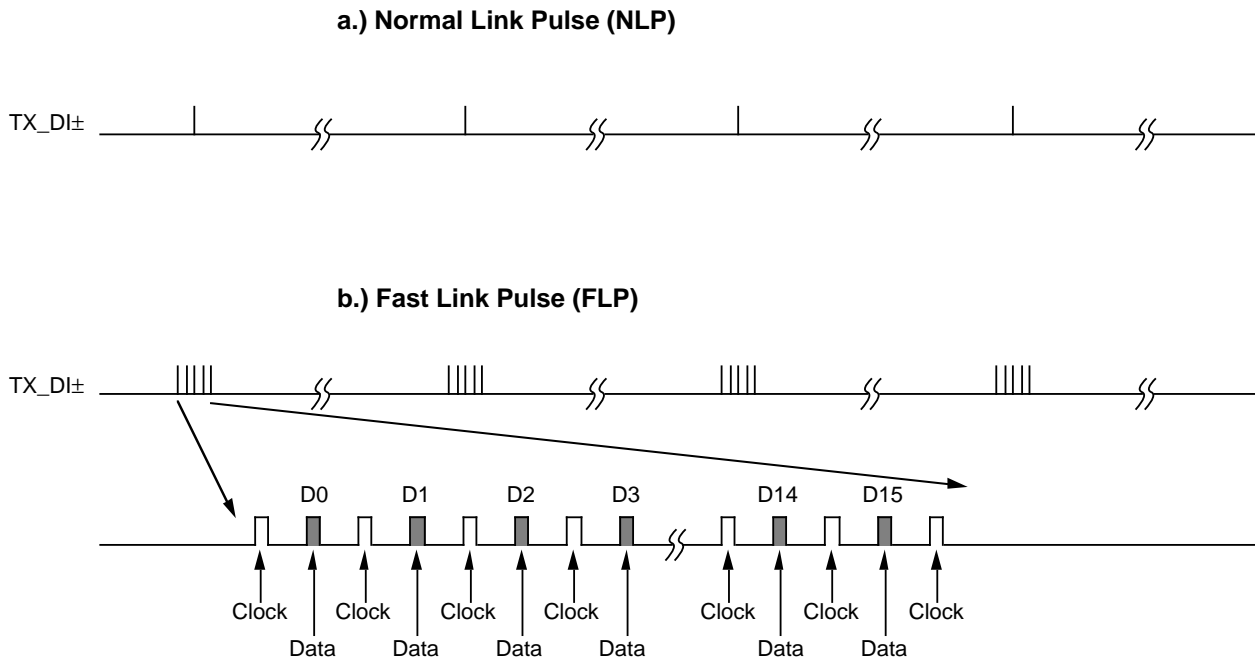 a.) Normal Link Pulse (NLP)
TX_DI±
b.) Fast Link Pulse (FLP)
TX_DI±
D0 D1 D2 D3 D14 D15
Clock Clock Clock Clock Clock Clock Clock
Data Data Data Data Data Data